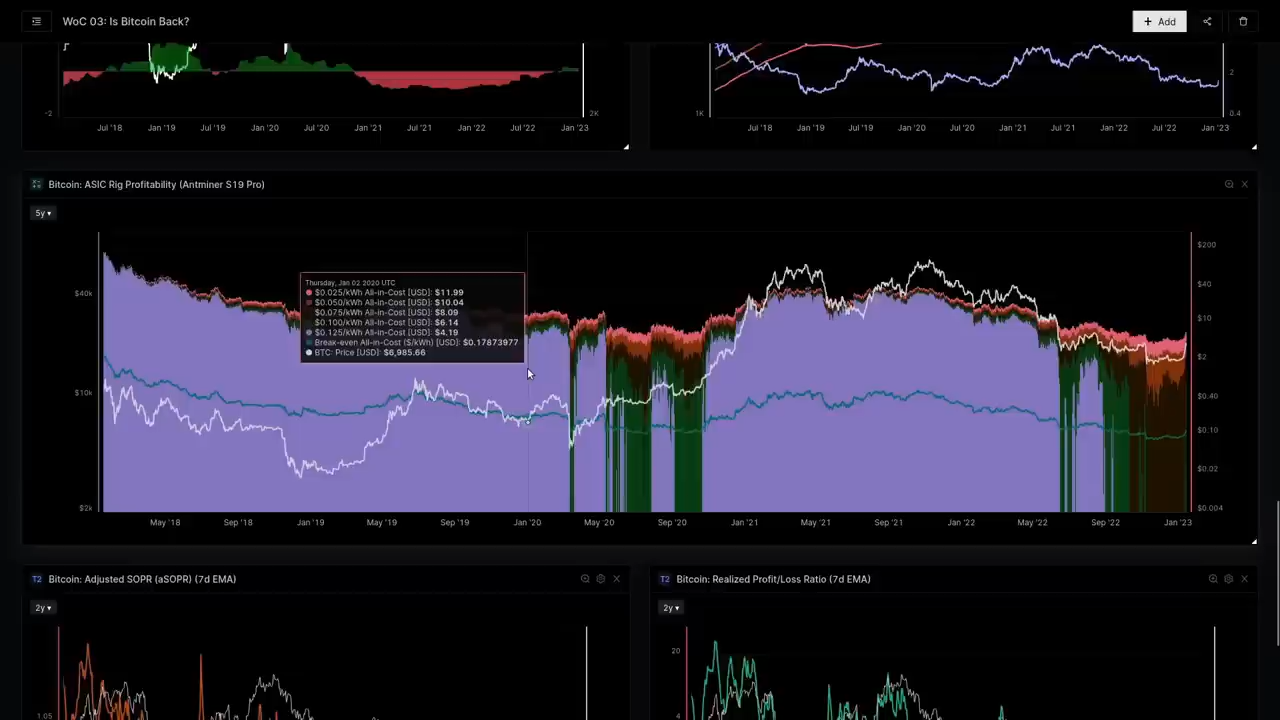 WoC 03: Is Bitcoin Back?
+ Add
-2
2K
Jul '18
Jan '19
Jul '19
Jan '20
Jul '20
Jan '21
Jul '21
Jan '22
Jul '22
Jan '23
1K
2
0.4
Jul '18
Jan '19
Jul '19
Jan '20
Jul '20
Jan '21
Jul '21
Jan '22
Jul '22
Jan '23
Bitcoin: ASIC Rig Profitability (Antminer S19 Pro)
5y
$40k
$10k
$2k
Thursday, Jan 02 2020 UTC
$0.025/kWh All-in-Cost [USD]: $11.99
$0.050/kWh All-in-Cost [USD]: $10.04
$0.075/kWh All-in-Cost [USD]: $8.09
$0.100/kWh All-in-Cost [USD]: $6.14
$0.125/kWh All-in-Cost [USD]: $4.19
Break-even All-in-Cost ($/kWh) [USD]: $0.17873977
BTC: Price [USD]: $6,985.66
$200
$40
$10
$2
$0.40
$0.10
$0.02
$0.004
May '18
Sep '18
Jan '19
May '19
Sep '19
Jan '20
May '20
Sep '20
Jan '21
May '21
Sep '21
Jan '22
May '22
Sep '22
Jan '23
T2 Bitcoin: Adjusted SOPR (aSOPR) (7d EMA)
2y
1.05
T2 Bitcoin: Realized Profit/Loss Ratio (7d EMA)
2y
20
4